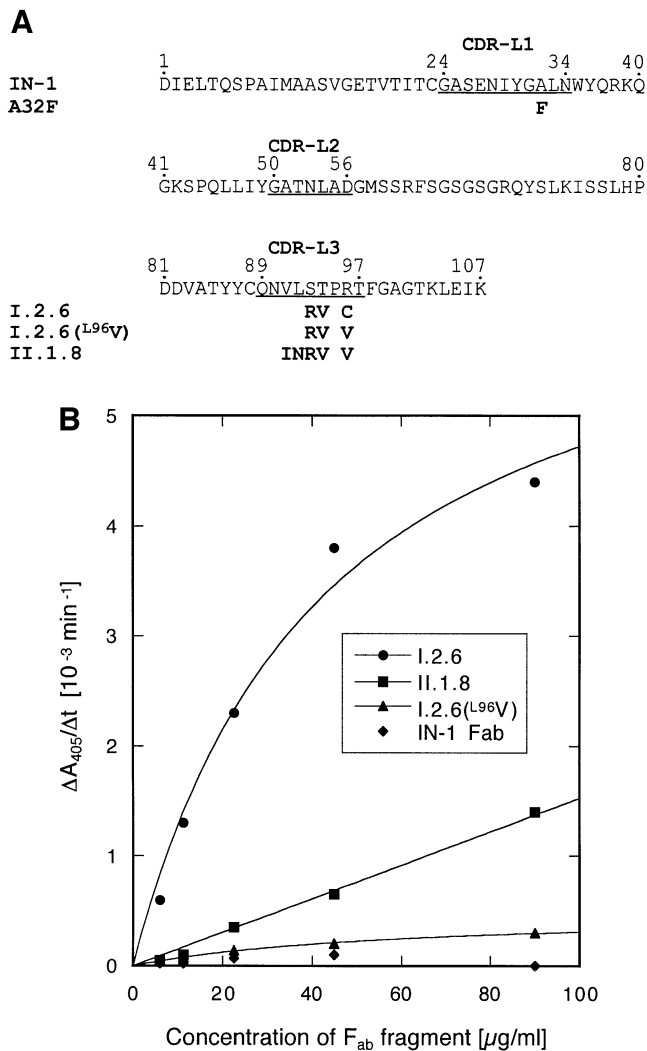 A
CDR-L1
1 24 34 40
IN-1 DIELTQSPAIMAASVGETVTITCGASENIYGALNWYQRKQ
A32F F
CDR-L2
41 50 56 80
GKSPQLLIYGATNLADGMSSRFSGSGSGRQYSLKISSLHP
CDR-L3
81 89 97 107
DDVATYYCQNVLSTPRTFGAGTKLEIK
I.2.6 RV C
I.2.6(L96V) RV V
II.1.8 INRV V
B
5
4
3
2
1
0
ΔA405/Δt [10-3 min-1]
I.2.6
II.1.8
I.2.6(L96V)
IN-1 Fab
0 20 40 60 80 100
Concentration of Fab fragment [µg/ml]